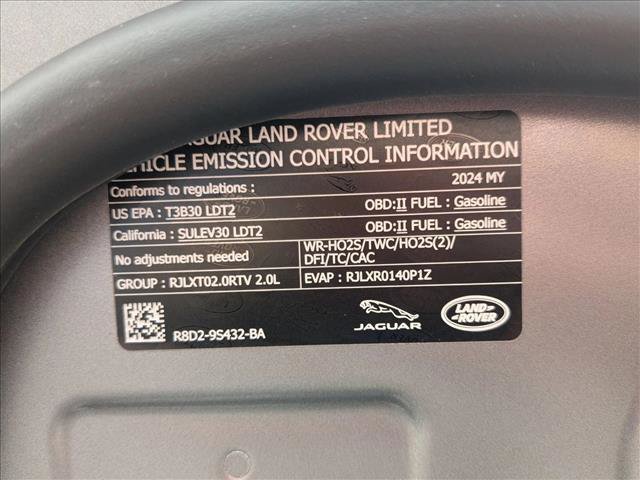 JAGUAR LAND ROVER LIMITED
VEHICLE EMISSION CONTROL INFORMATION
2024 MY
Conforms to regulations :
US EPA : T3B30 LDT2 OBD:II FUEL : Gasoline
California : SULEV30 LDT2 OBD:II FUEL : Gasoline
No adjustments needed WR-HO2S/TWC/HO2S(2)/
DFI/TC/CAC
GROUP : RJLXT02.0RTV 2.0L EVAP : RJLXR0140P1Z
R8D2-9S432-BA
JAGUAR
LAND
ROVER